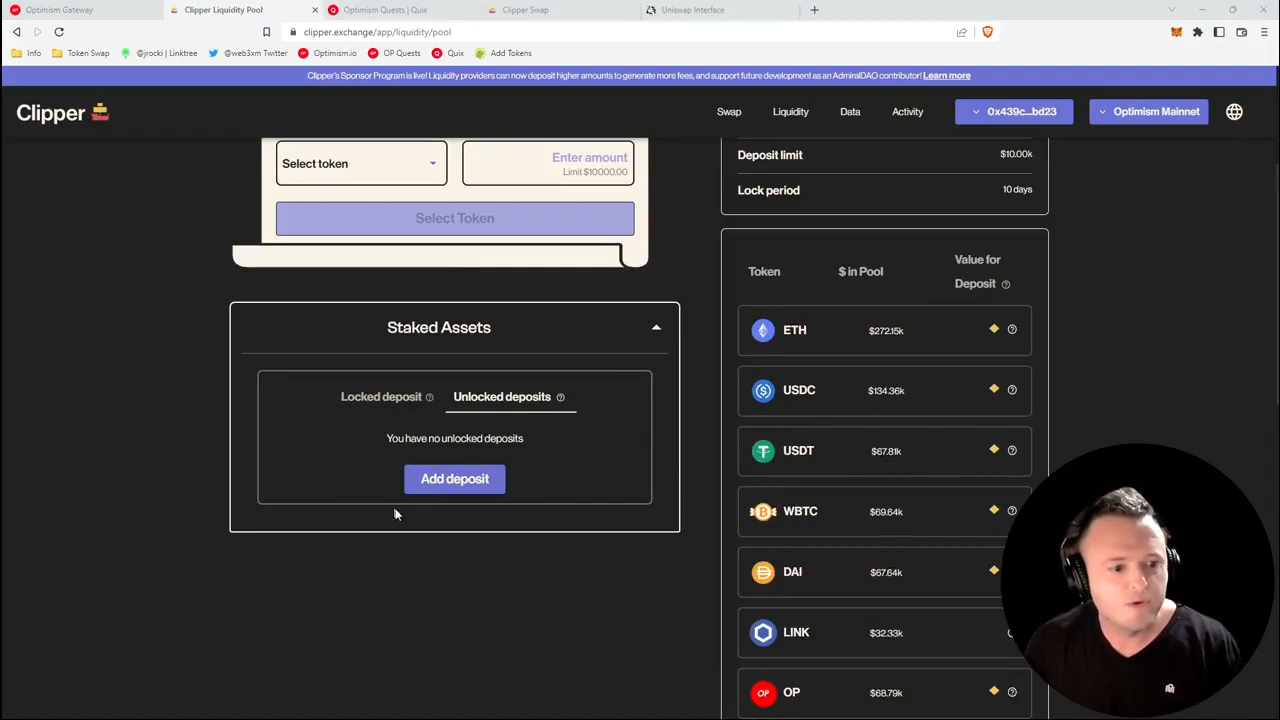 Optimism Gateway
Clipper Liquidity Pool
Optimism Quests | Quix
Clipper Swap
Uniswap Interface
clipper.exchange/app/liquidity/pool
Info
Token Swap
@jrocki | Linktree
@web3xm Twitter
Optimism.io
OP Quests
Quix
Add Tokens
Clipper's Sponsor Program is live! Liquidity providers can now deposit higher amounts to generate more fees, and support future development as an AdmiralDAO contributor! Learn more
Clipper
Swap
Liquidity
Data
Activity
0x439c...bd23
Optimism Mainnet
Select token
Enter amount
Limit $10000.00
Select Token
Deposit limit
$10.00k
Lock period
10 days
Staked Assets
Locked deposit
Unlocked deposits
You have no unlocked deposits
Add deposit
Token
$ in Pool
Value for
Deposit
ETH
$272.15k
USDC
$134.36k
USDT
$67.81k
WBTC
$69.64k
DAI
$67.64k
LINK
$32.33k
OP
OP
$68.79k